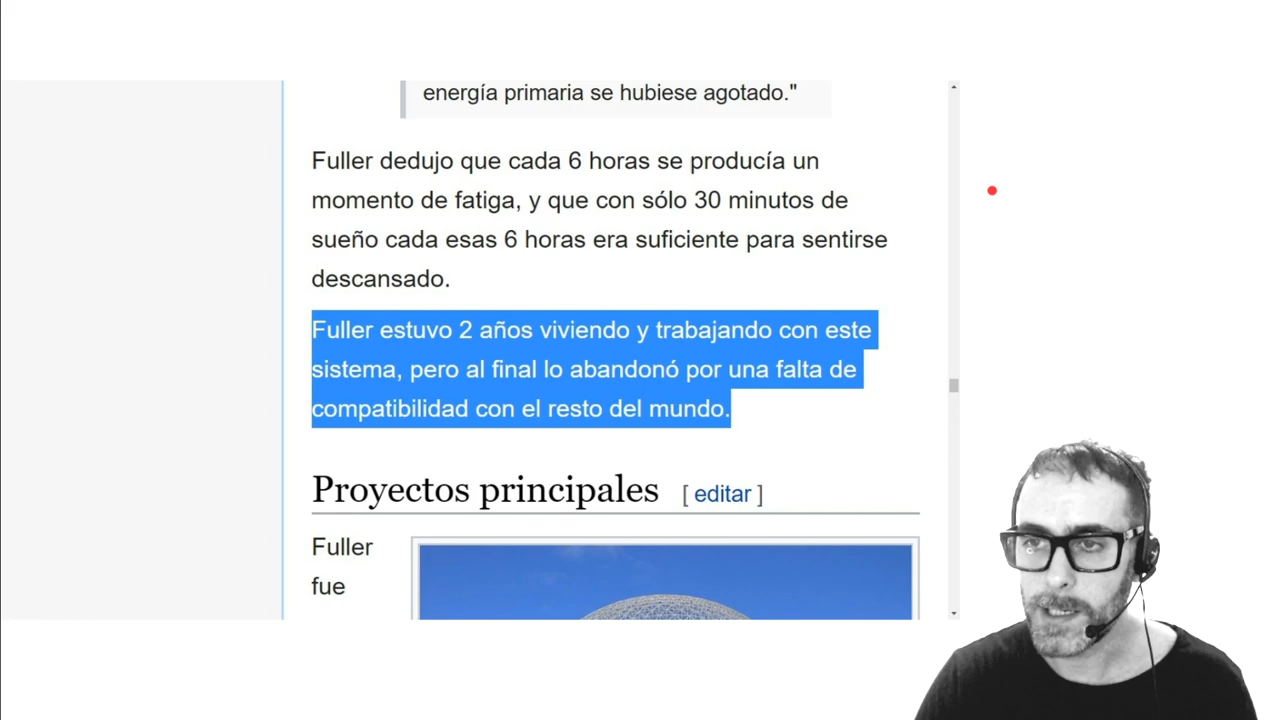 energía primaria se hubiese agotado."
Fuller dedujo que cada 6 horas se producía un
momento de fatiga, y que con sólo 30 minutos de
sueño cada esas 6 horas era suficiente para sentirse
descansado.
Fuller estuvo 2 años viviendo y trabajando con este
sistema, pero al final lo abandonó por una falta de
compatibilidad con el resto del mundo.
Proyectos principales [ editar ]
Fuller
fue